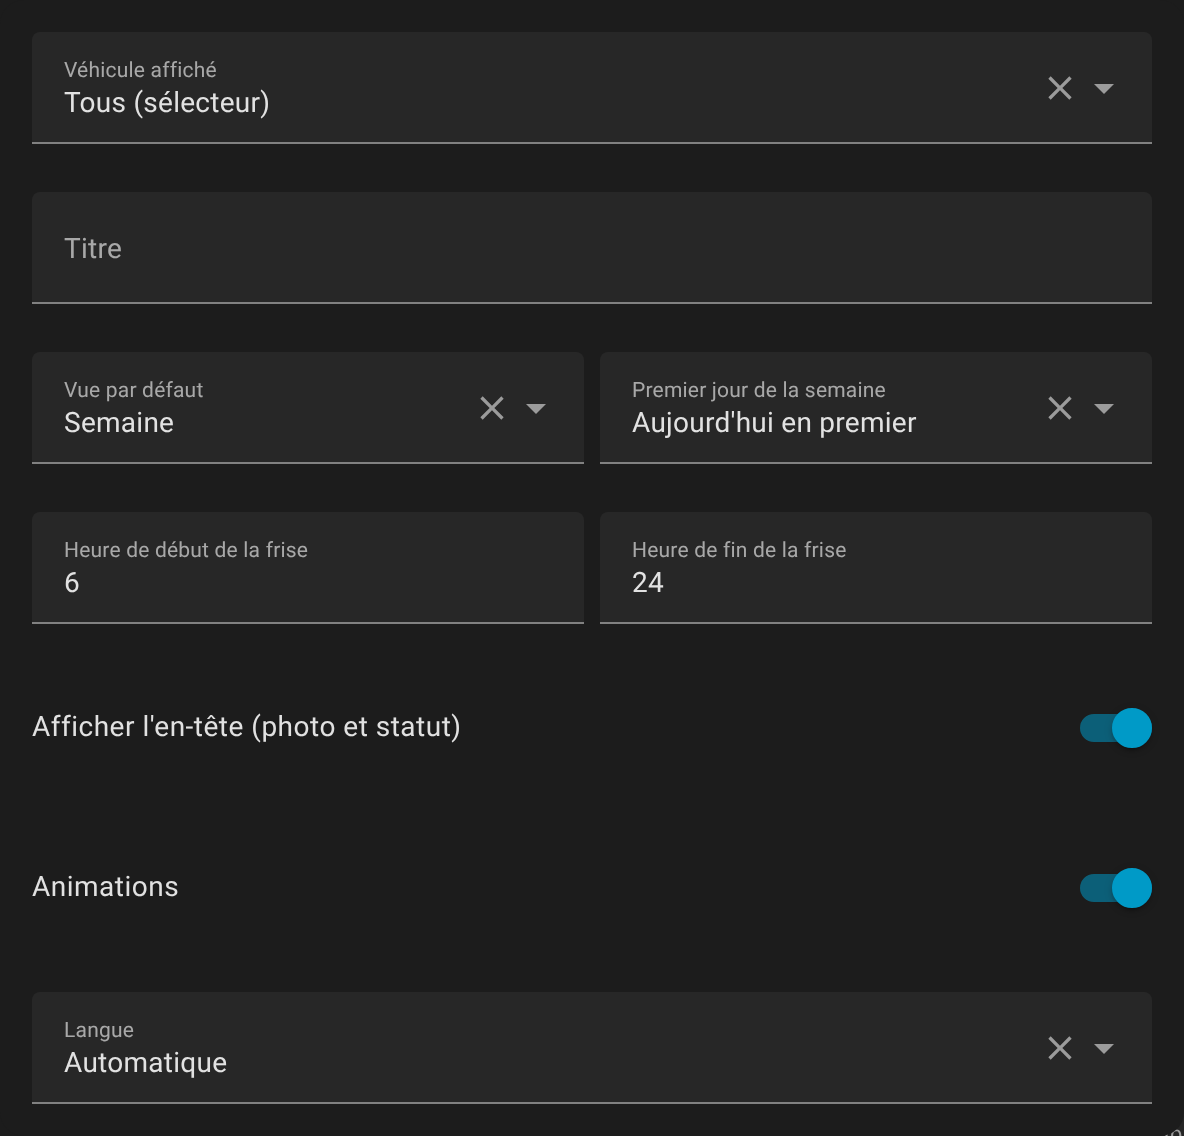 Véhicule affiché
Tous (sélecteur)
Titre
Vue par défaut
Semaine
Premier jour de la semaine
Aujourd'hui en premier
Heure de début de la frise
6
Heure de fin de la frise
24
Afficher l'en-tête (photo et statut)
Animations
Langue
Automatique